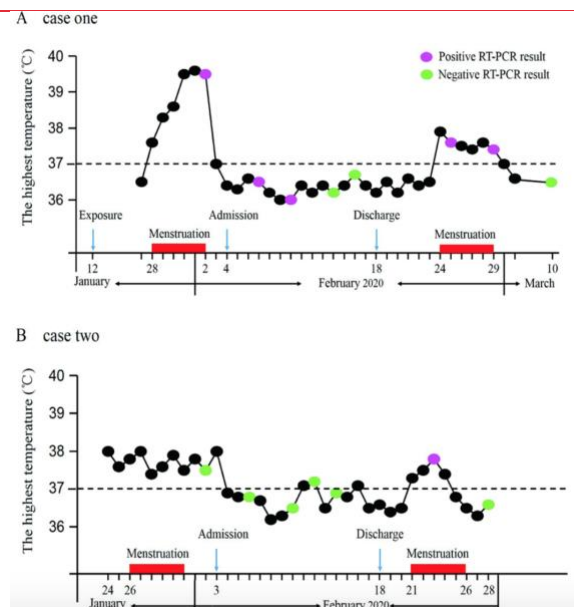 A case one
The highest temperature (℃)
40
39
38
37
36
Positive RT-PCR result
Negative RT-PCR result
Exposure
Menstruation
Admission
Discharge
Menstruation
12 28 2 4 18 24 29 10
January February 2020 March
B case two
The highest temperature (℃)
40
39
38
37
36
Admission
Discharge
Menstruation
Menstruation
24 26 3 18 21 26 28
January February 2020